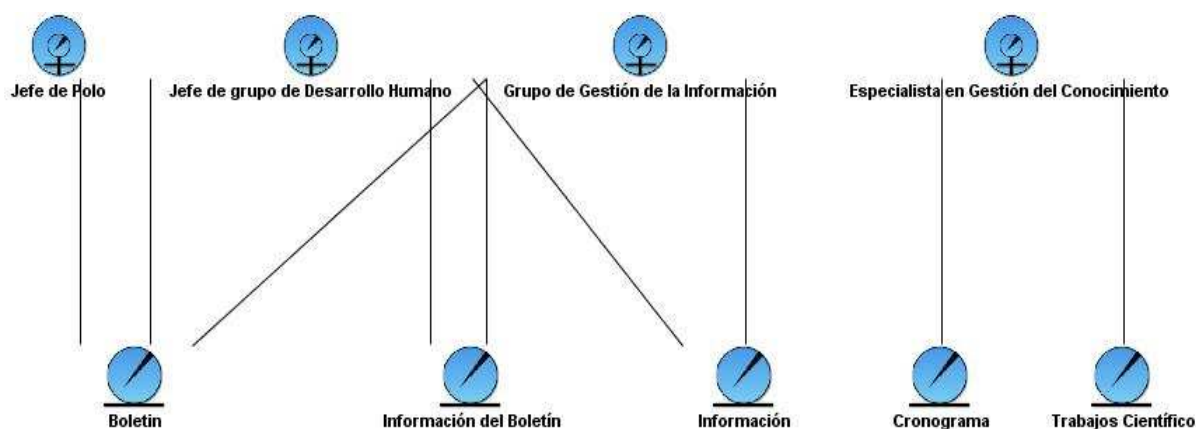 Jefe de Polo
Jefe de grupo de Desarrollo Humano
Grupo de Gestión de la Información
Especialista en Gestión del Conocimiento
Boletin
Información del Boletín
Información
Cronograma
Trabajos Científico